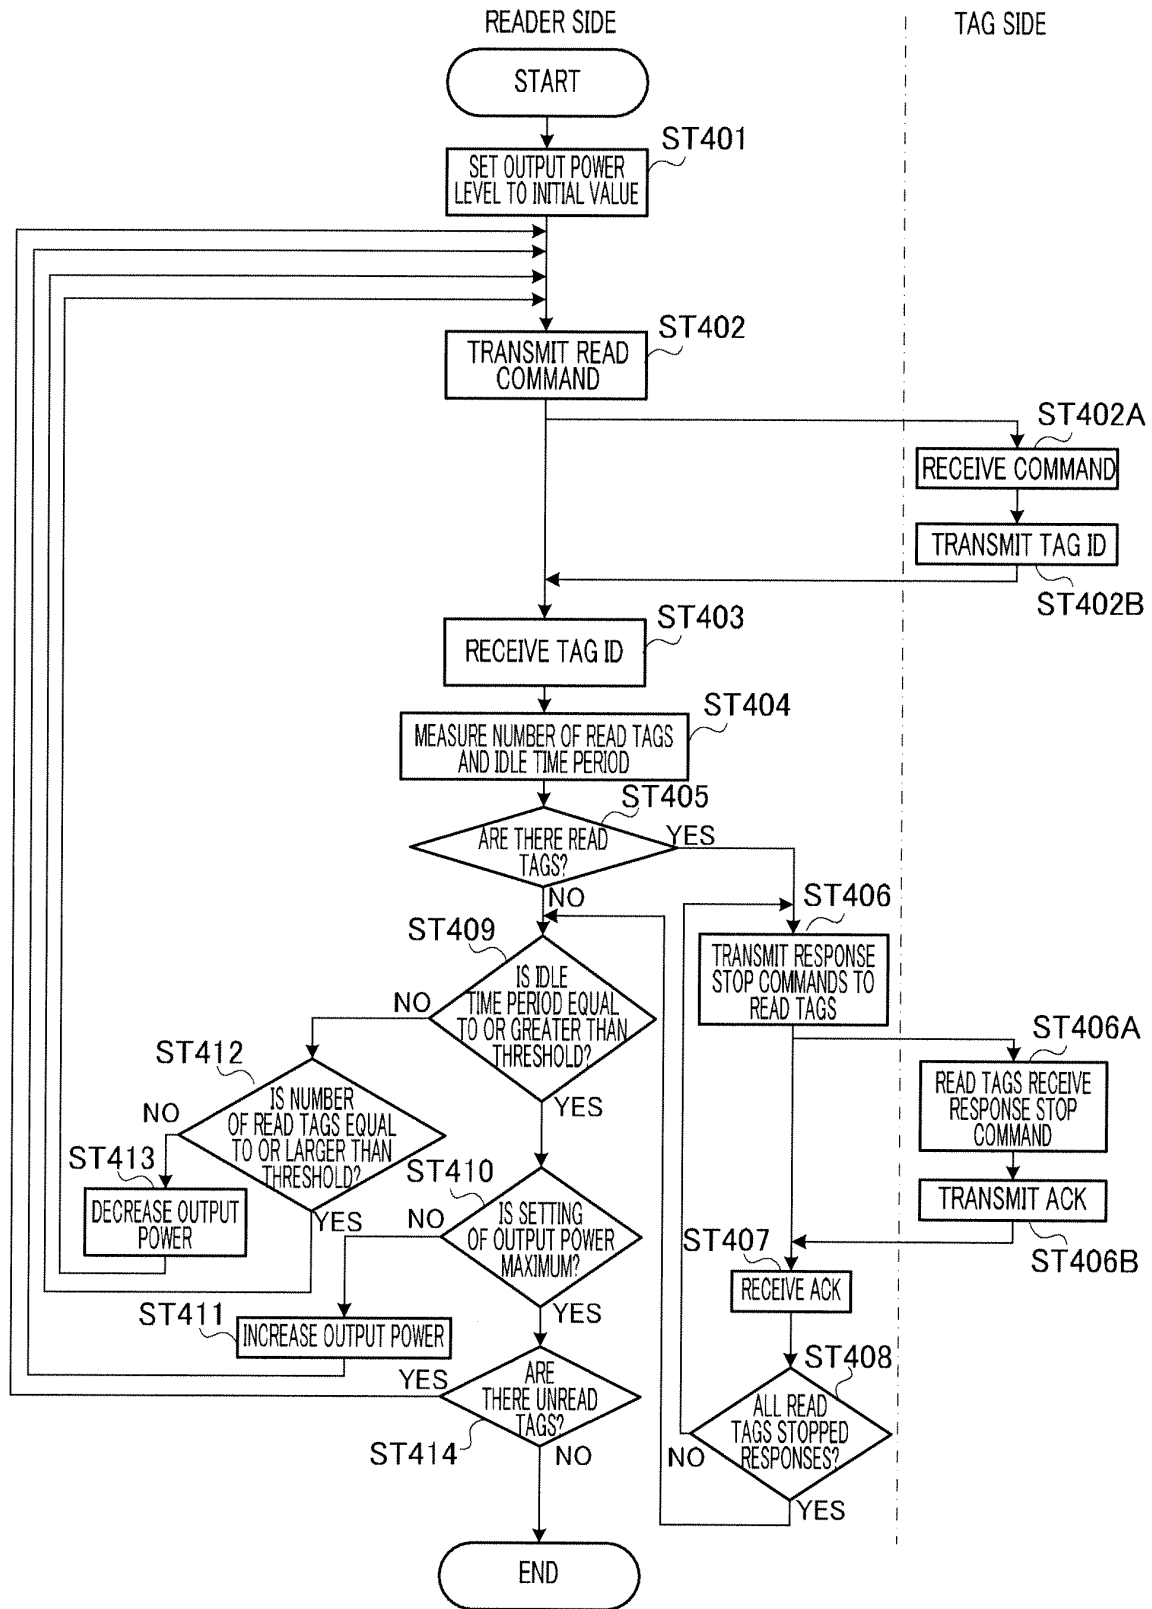 READER SIDE
TAG SIDE
START
ST401
SET OUTPUT POWER
LEVEL TO INITIAL VALUE
ST402
TRANSMIT READ
COMMAND
ST402A
RECEIVE COMMAND
TRANSMIT TAG ID
ST402B
ST403
RECEIVE TAG ID
ST404
MEASURE NUMBER OF READ TAGS
AND IDLE TIME PERIOD
ST405
ARE THERE READ
TAGS?
YES
NO
ST406
TRANSMIT RESPONSE
STOP COMMANDS TO
READ TAGS
ST406A
READ TAGS RECEIVE
RESPONSE STOP
COMMAND
TRANSMIT ACK
ST406B
ST407
RECEIVE ACK
ST408
ALL READ
TAGS STOPPED
RESPONSES?
NO
YES
ST409
IS IDLE
TIME PERIOD EQUAL
TO OR GREATER THAN
THRESHOLD?
NO
YES
ST412
IS NUMBER
OF READ TAGS EQUAL
TO OR LARGER THAN
THRESHOLD?
NO
YES
ST413
DECREASE OUTPUT
POWER
ST410
IS SETTING
OF OUTPUT POWER
MAXIMUM?
NO
YES
ST411
INCREASE OUTPUT POWER
ARE
THERE UNREAD
TAGS?
YES
ST414
NO
END